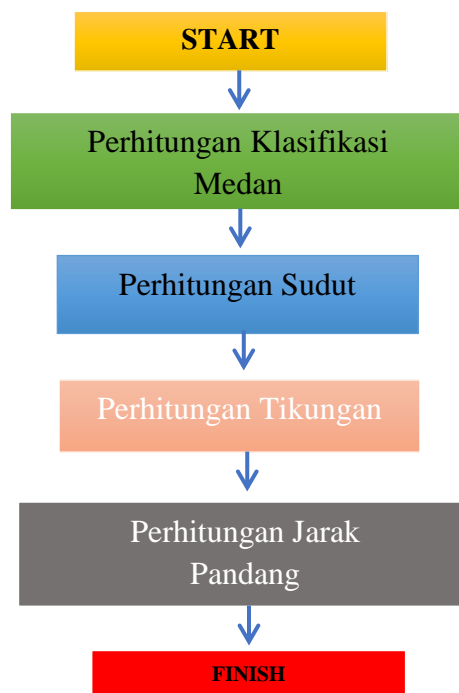 START
Perhitungan Klasifikasi
Medan
Perhitungan Sudut
Perhitungan Tikungan
Perhitungan Jarak
Pandang
FINISH